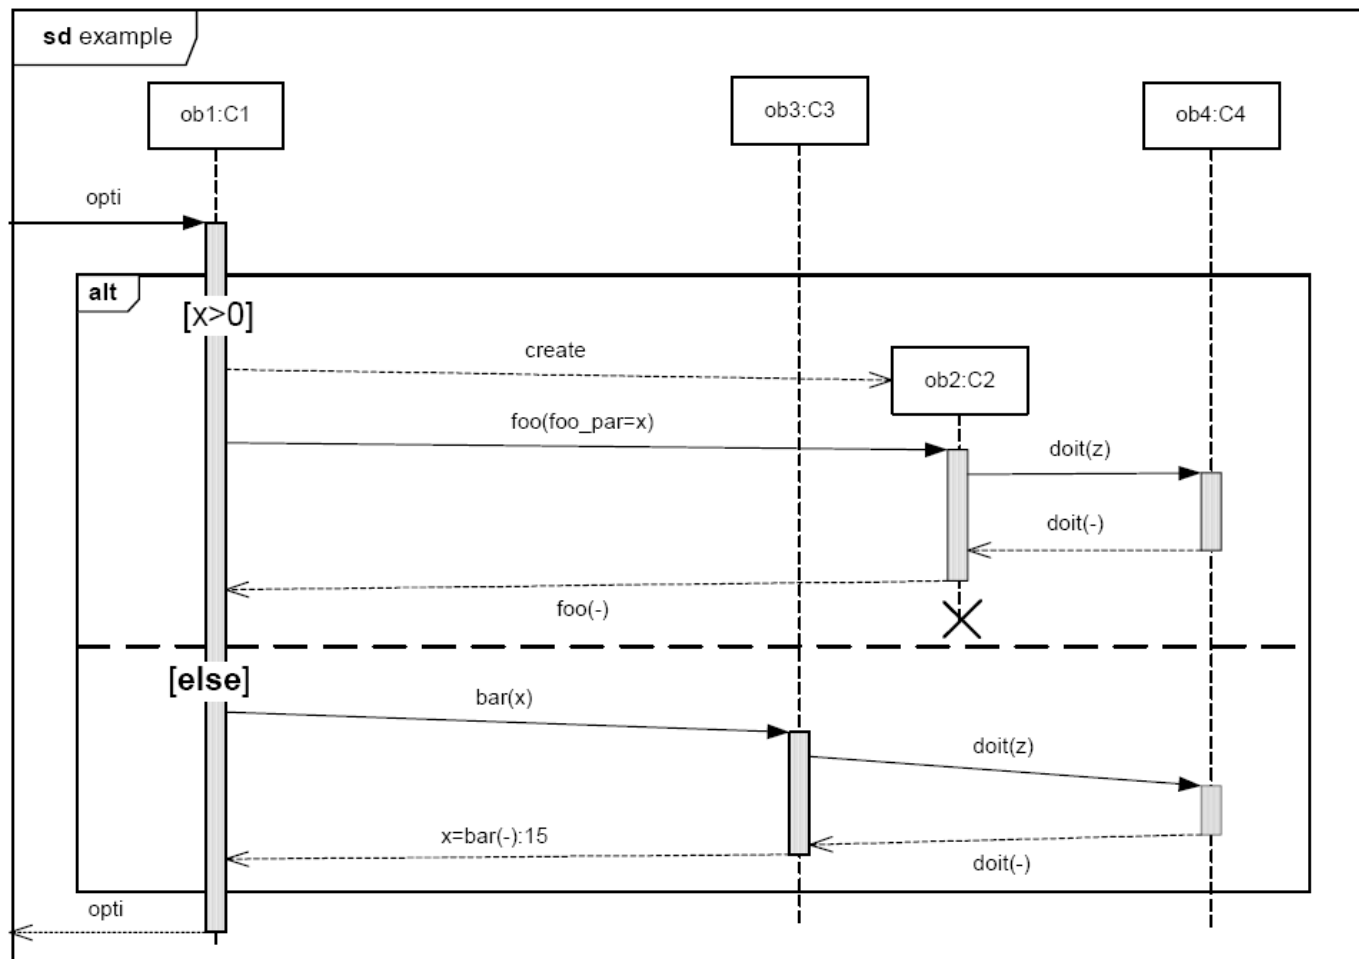 sd example
ob1:C1
ob3:C3
ob4:C4
opti
alt
[x>0]
create
ob2:C2
foo(foo_par=x)
doit(z)
doit(-)
foo(-)
[else]
bar(x)
doit(z)
x=bar(-):15
doit(-)
opti